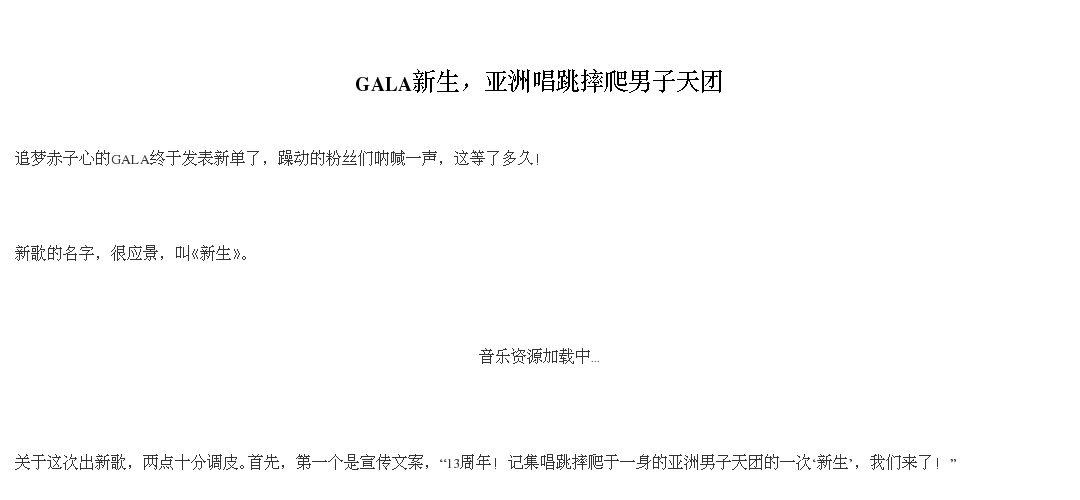 GALA新生，亚洲唱跳摔爬男子天团
追梦赤子心的GALA终于发表新单了，躁动的粉丝们呐喊一声，这等了多久！
新歌的名字，很应景，叫《新生》。
音乐资源加载中...
关于这次出新歌，两点十分调皮。首先，第一个是宣传文案，“13周年！记集唱跳摔爬于一身的亚洲男子天团的一次‘新生’，我们来了！”